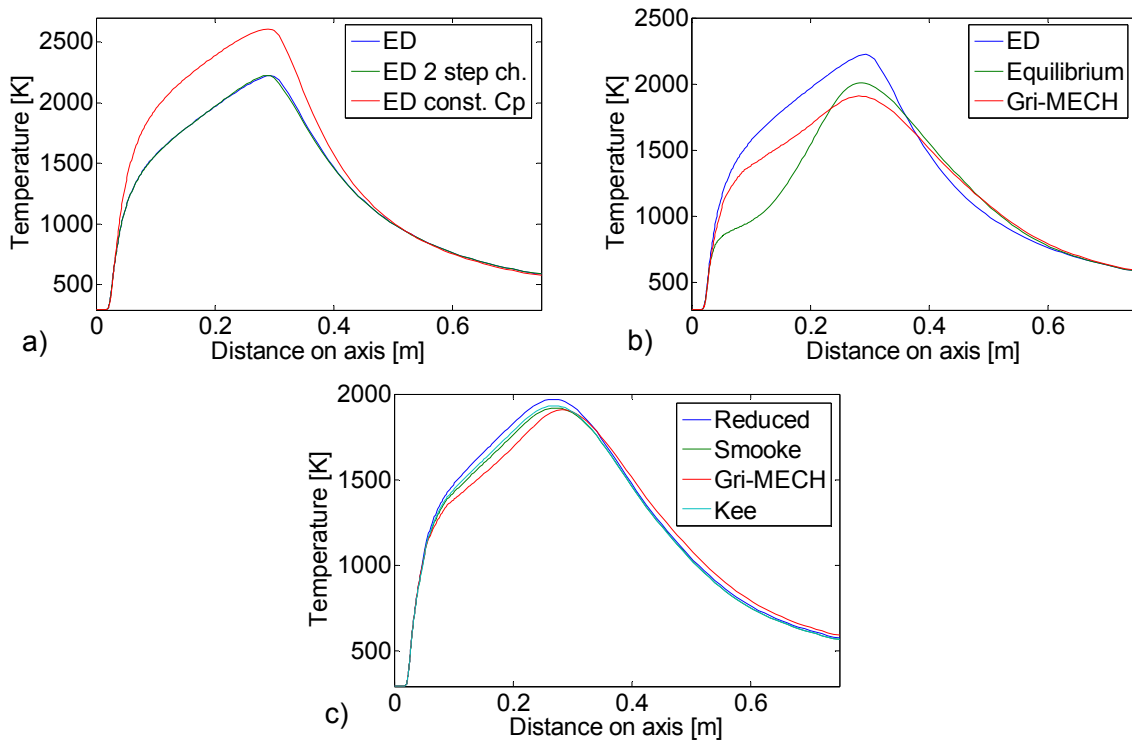 2500
2000
1500
1000
500
Temperature [K]
ED
ED 2 step ch.
ED const. Cp
0
0.2
0.4
0.6
Distance on axis [m]
a)
2500
2000
1500
1000
500
Temperature [K]
ED
Equilibrium
Gri-MECH
0
0.2
0.4
0.6
Distance on axis [m]
b)
2000
1500
1000
500
Temperature [K]
Reduced
Smooke
Gri-MECH
Kee
0
0.2
0.4
0.6
Distance on axis [m]
c)